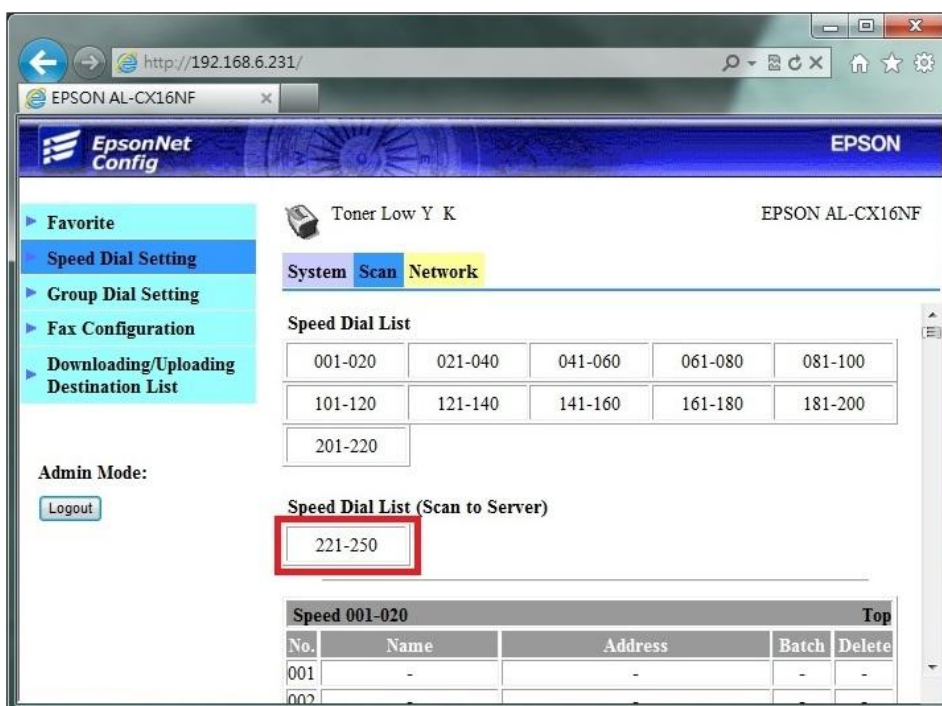 http://192.168.6.231/
EPSON AL-CX16NF
EpsonNet
Config
EPSON
Favorite
Speed Dial Setting
Group Dial Setting
Fax Configuration
Downloading/Uploading
Destination List
Admin Mode:
Logout
Toner Low Y K
EPSON AL-CX16NF
System Scan Network
Speed Dial List
001-020 021-040 041-060 061-080 081-100
101-120 121-140 141-160 161-180 181-200
201-220
Speed Dial List (Scan to Server)
221-250
Speed 001-020 Top
No. Name Address Batch Delete
001 - - - -
002 - - - -